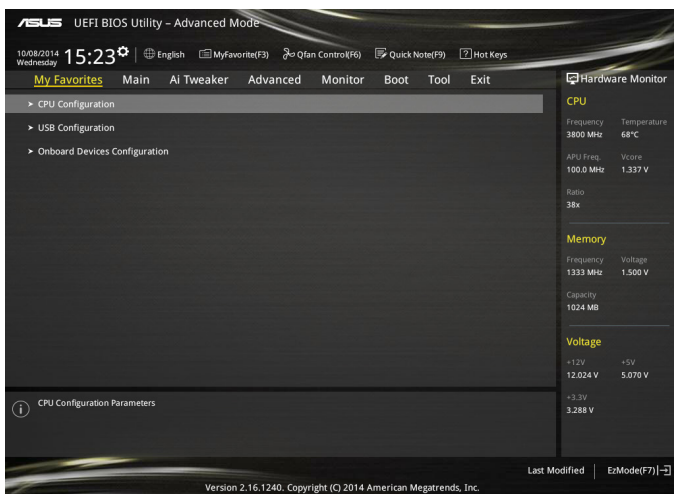 ASUS UEFI BIOS Utility – Advanced Mode
10/08/2014
Wednesday
15:23
English
MyFavorite(F3)
Qfan Control(F6)
Quick Note(F9)
? Hot Keys
My Favorites Main Ai Tweaker Advanced Monitor Boot Tool Exit
> CPU Configuration
> USB Configuration
> Onboard Devices Configuration
CPU Configuration Parameters
Hardware Monitor
CPU
Frequency Temperature
3800 MHz 68°C
APU Freq. Vcore
100.0 MHz 1.337 V
Ratio
38x
Memory
Frequency Voltage
1333 MHz 1.500 V
Capacity
1024 MB
Voltage
+12V +5V
12.024 V 5.070 V
+3.3V
3.288 V
Last Modified
EzMode(F7)
Version 2.16.1240. Copyright (C) 2014 American Megatrends, Inc.